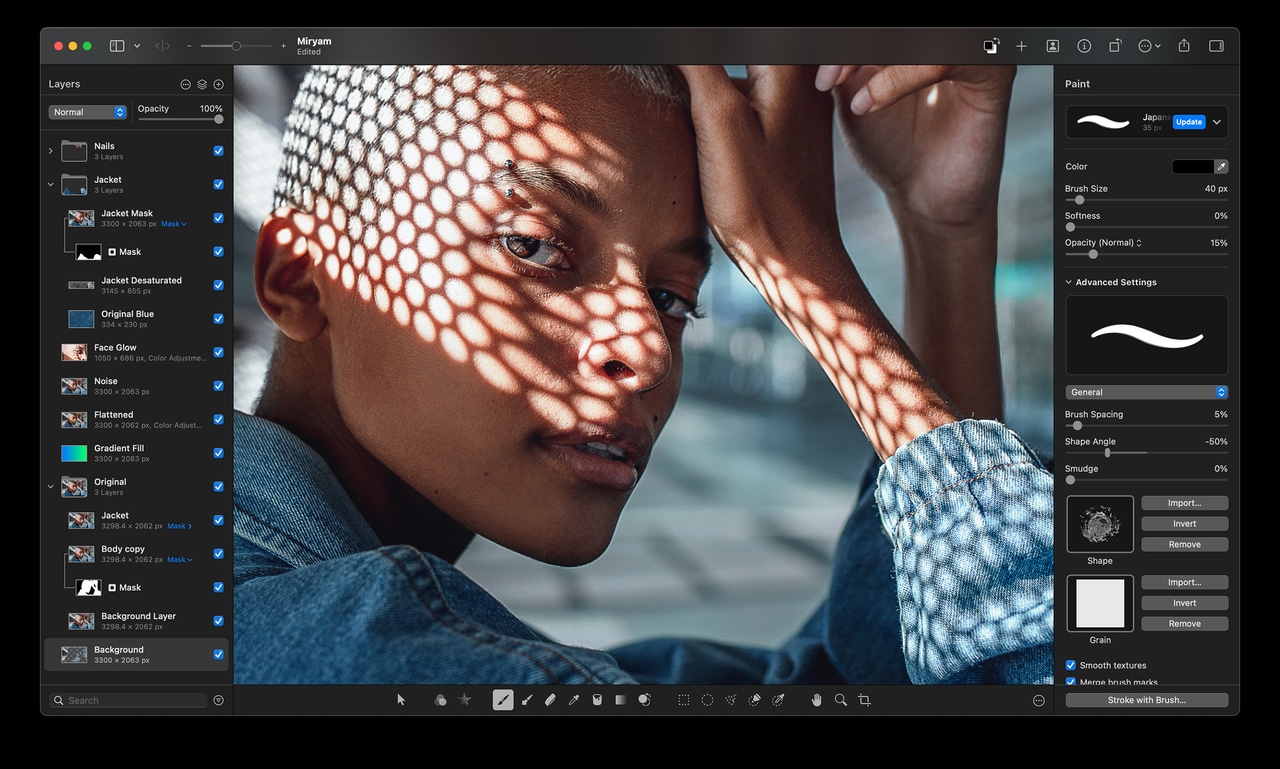 Miryam
Edited
Layers
Normal
Opacity 100%
Nails
3 Layers
Jacket
3 Layers
Jacket Mask
3300 × 2063 px Mask
Mask
Jacket Desaturated
3145 × 855 px
Original Blue
334 × 230 px
Face Glow
1050 × 686 px, Color Adjustme...
Noise
3300 × 2063 px
Flattened
3300 × 2062 px, Color Adjust...
Gradient Fill
3300 × 2063 px
Original
3 Layers
Jacket
3298.4 × 2062 px Mask
Body copy
3298.4 × 2062 px Mask
Mask
Background Layer
3298.4 × 2062 px
Background
3300 × 2063 px
Search
Paint
Japan
35 px
Update
Color
Brush Size 40 px
Softness 0%
Opacity (Normal) 15%
Advanced Settings
General
Brush Spacing 5%
Shape Angle -50%
Smudge 0%
Import...
Invert
Remove
Shape
Import...
Invert
Remove
Grain
Smooth textures
Merge brush marks
Stroke with Brush...